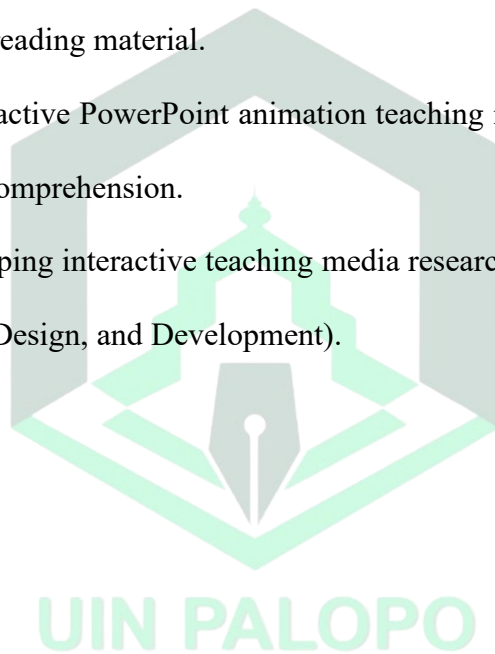 eading material.
active PowerPoint animation teaching
omprehension.
ping interactive teaching media researc
Design, and Development).
UIN PALOPO